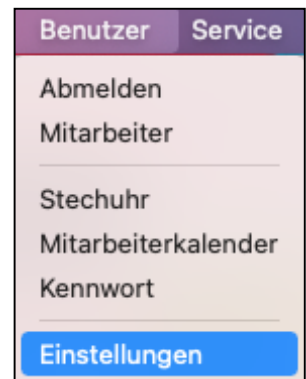 Benutzer Service
Abmelden
Mitarbeiter
Stechuhr
Mitarbeiterkalender
Kennwort
Einstellungen